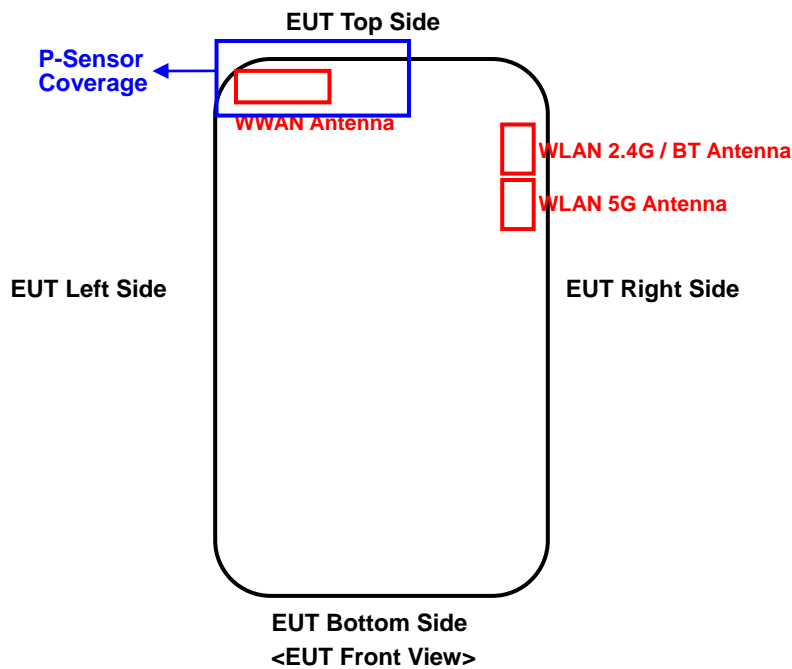 EUT Top Side
P-Sensor
Coverage
WWAN Antenna
WLAN 2.4G / BT Antenna
WLAN 5G Antenna
EUT Left Side
EUT Right Side
EUT Bottom Side
<EUT Front View>